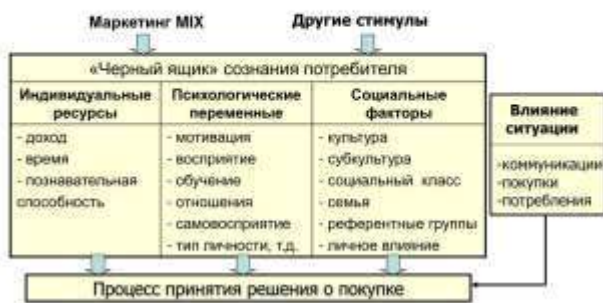 Маркетинг MIX
Другие стимулы
«Черный ящик» сознания потребителя
Индивидуальные
ресурсы
- доход
- время
- познавательная
способность
Психологические
переменные
- мотивация
- восприятие
- обучение
- отношения
- самовосприятие
- тип личности, т.д.
Социальные
факторы
- культура
- субкультура
- социальный класс
- семья
- референтные группы
- личное влияние
Влияние
ситуации
-коммуникации
-покупки
-потребления
Процесс принятия решения о покупке